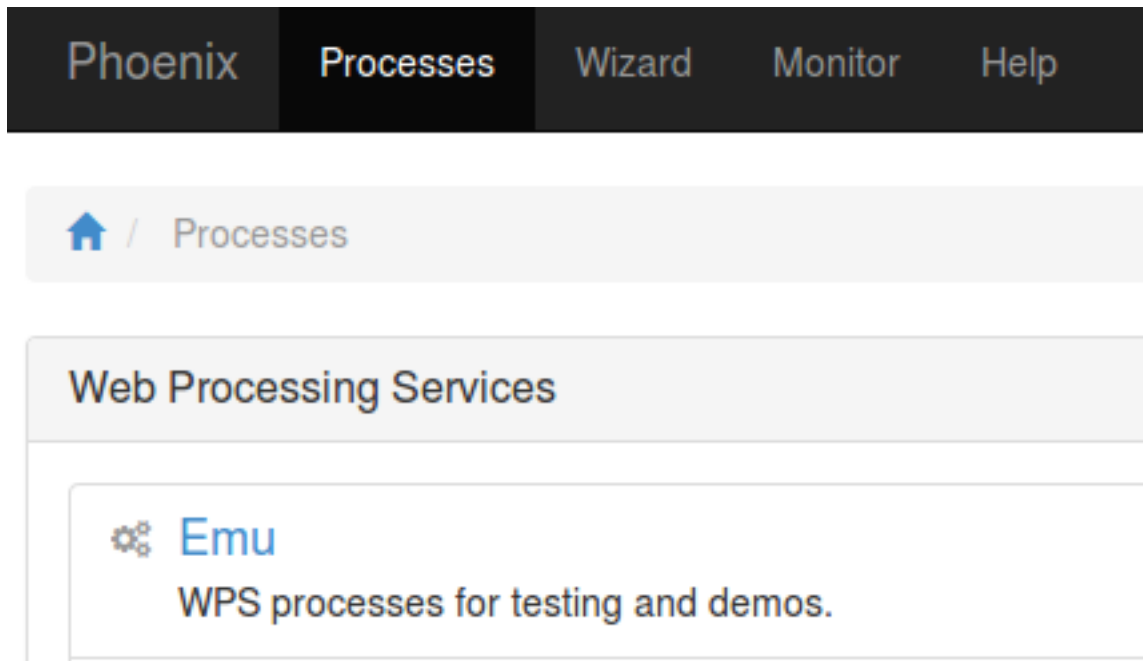 Phoenix Processes Wizard Monitor Help
/ Processes
Web Processing Services
Emu
WPS processes for testing and demos.